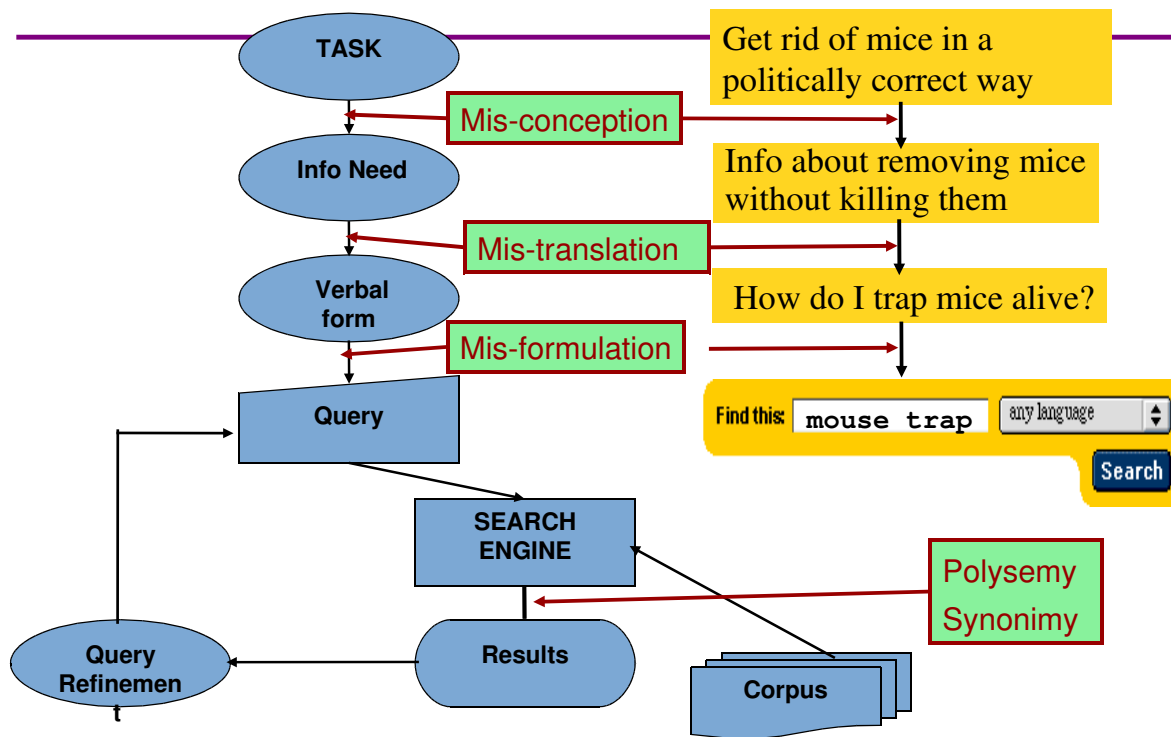 TASK
Get rid of mice in a
politically correct way
Mis-conception
Info Need
Info about removing mice
without killing them
Mis-translation
Verbal
form
How do I trap mice alive?
Mis-formulation
Query
Find this: mouse trap any language
Search
SEARCH
ENGINE
Polysemy
Synonimy
Query
Refinemen
t
Results
Corpus